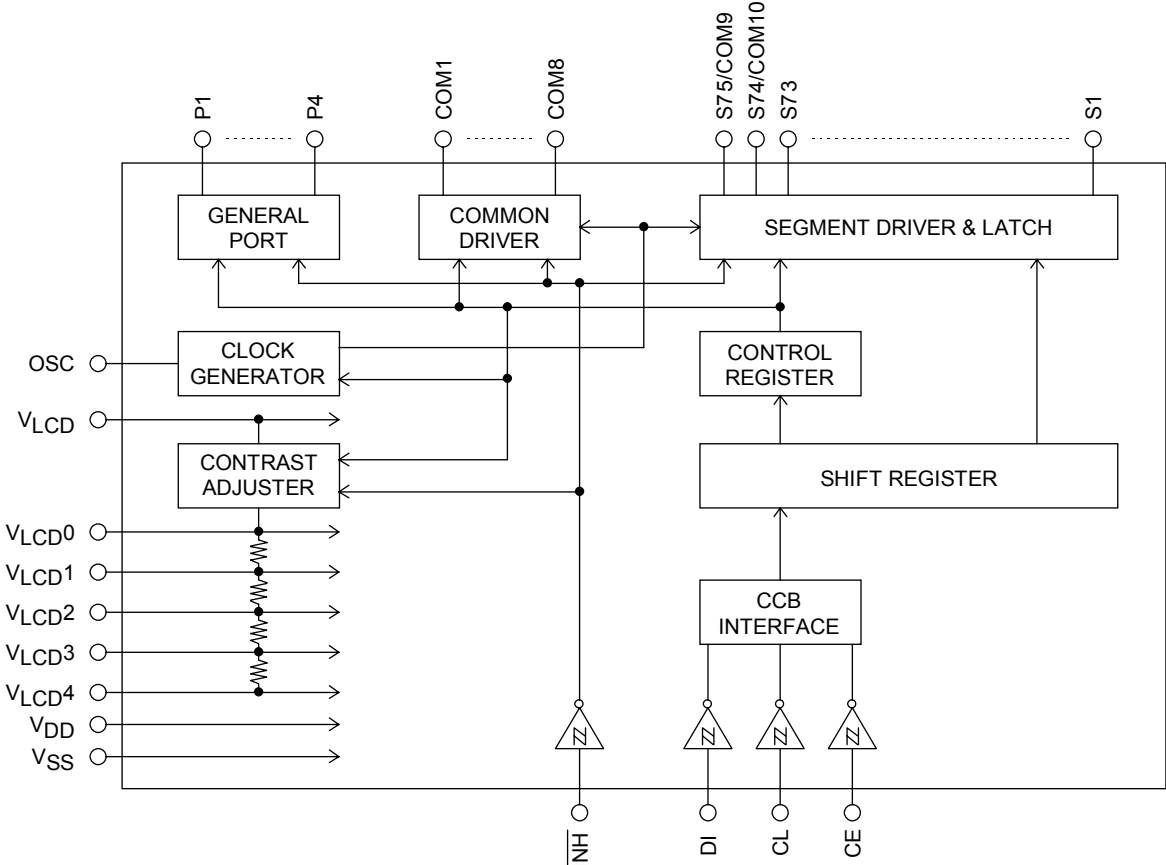 P1
P4
COM1
COM8
S75/COM9
S74/COM10
S73
S1
GENERAL
PORT
COMMON
DRIVER
SEGMENT DRIVER & LATCH
OSC
CLOCK
GENERATOR
CONTROL
REGISTER
VLCD
CONTRAST
ADJUSTER
SHIFT REGISTER
VLCD0
VLCD1
VLCD2
VLCD3
VLCD4
VDD
VSS
CCB
INTERFACE
NH
DI
CL
CE